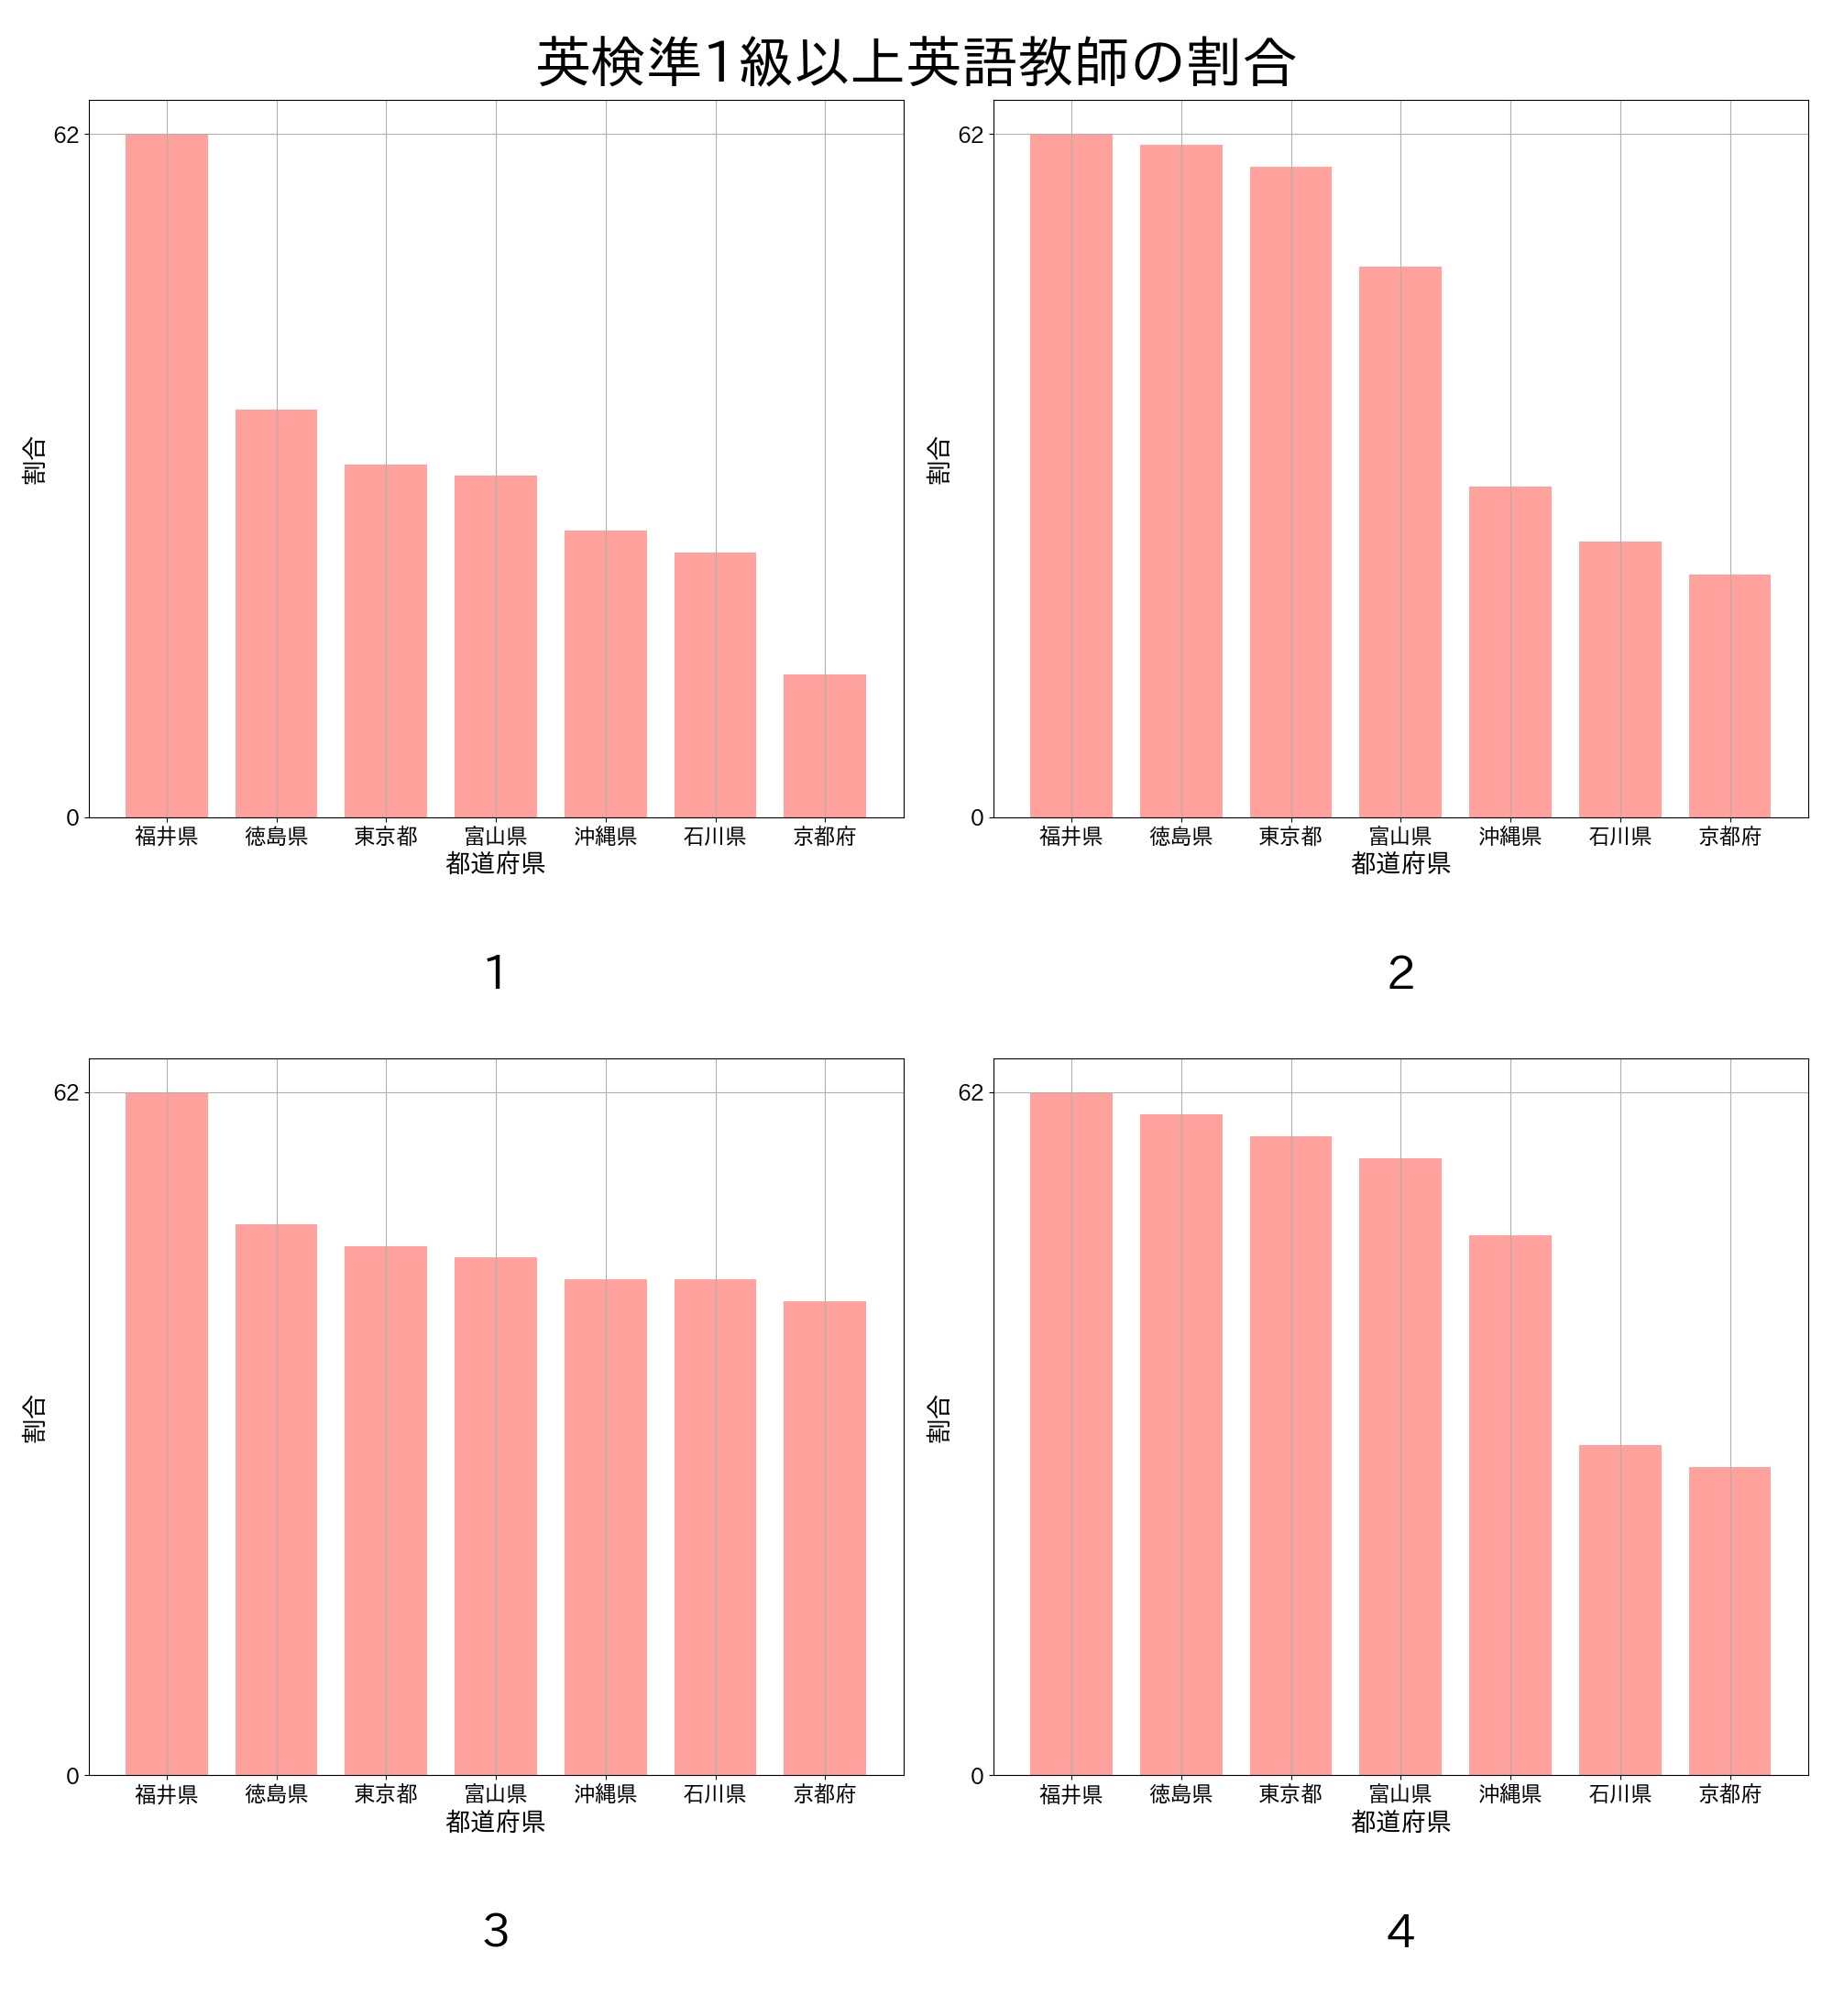 英検準1級以上英語教師の割合
62
割合
0
福井県 徳島県 東京都 富山県 沖縄県 石川県 京都府
都道府県
1
62
割合
0
福井県 徳島県 東京都 富山県 沖縄県 石川県 京都府
都道府県
2
62
割合
0
福井県 徳島県 東京都 富山県 沖縄県 石川県 京都府
都道府県
3
62
割合
0
福井県 徳島県 東京都 富山県 沖縄県 石川県 京都府
都道府県
4